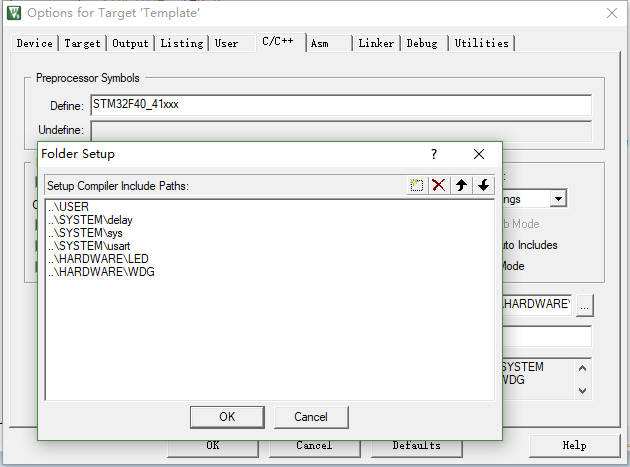 Options for Target 'Template'
Device Target Output Listing User C/C++ Asm Linker Debug Utilities
Preprocessor Symbols
Define: STM32F40_41xxx
Undefine:
Folder Setup ?
Setup Compiler Include Paths:
..\USER
..\SYSTEM\delay
..\SYSTEM\sys
..\SYSTEM\usart
..\HARDWARE\LED
..\HARDWARE\WDG
Mode
Includes
Mode
HARDWARE\ ...
SYSTEM
WDG
OK Cancel
OK Cancel Defaults Help